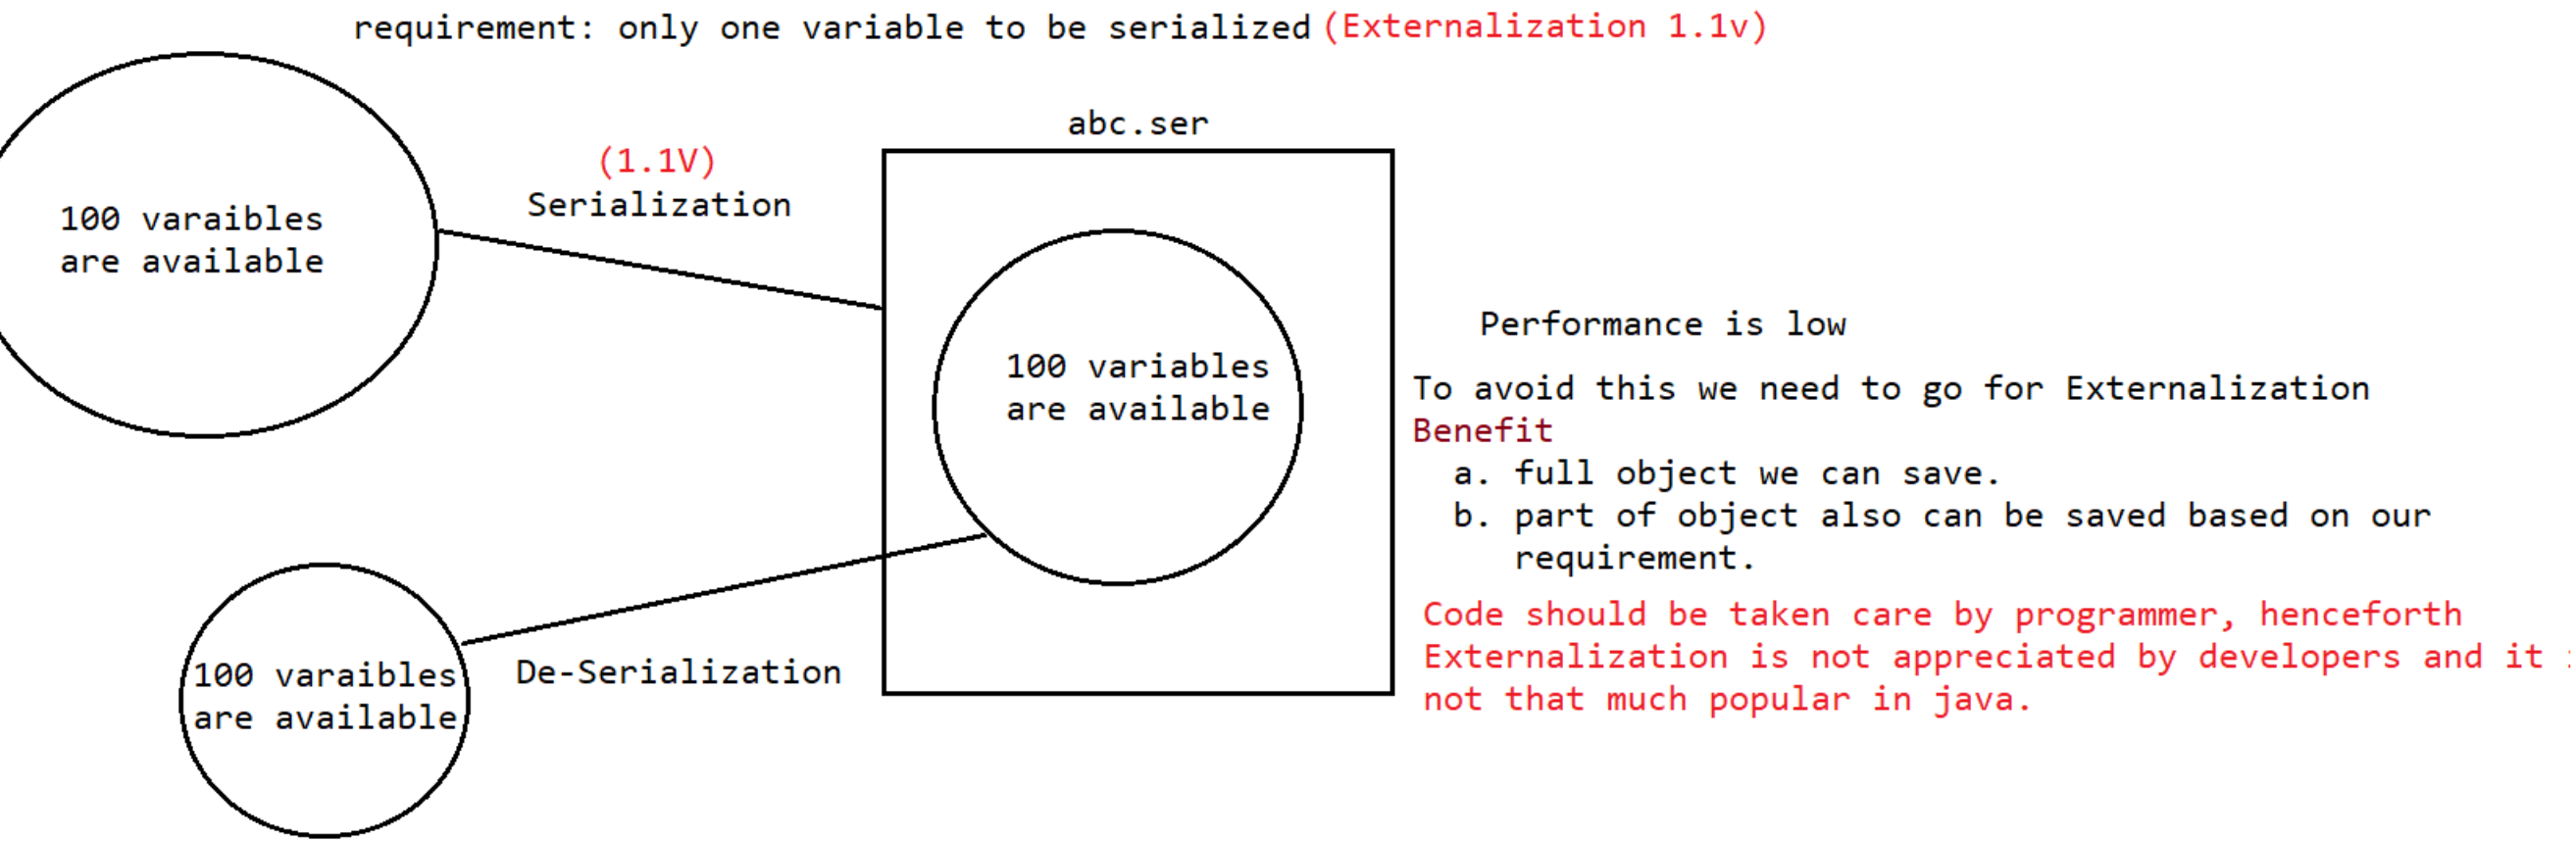 requirement: only one variable to be serialized (Externalization 1.1v)
abc.ser
(1.1V)
Serialization
100 varaibles
are available
100 variables
are available
Performance is low
To avoid this we need to go for Externalization
Benefit
a. full object we can save.
b. part of object also can be saved based on our
requirement.
Code should be taken care by programmer, henceforth
Externalization is not appreciated by developers and it
not that much popular in java.
100 varaibles
are available
De-Serialization